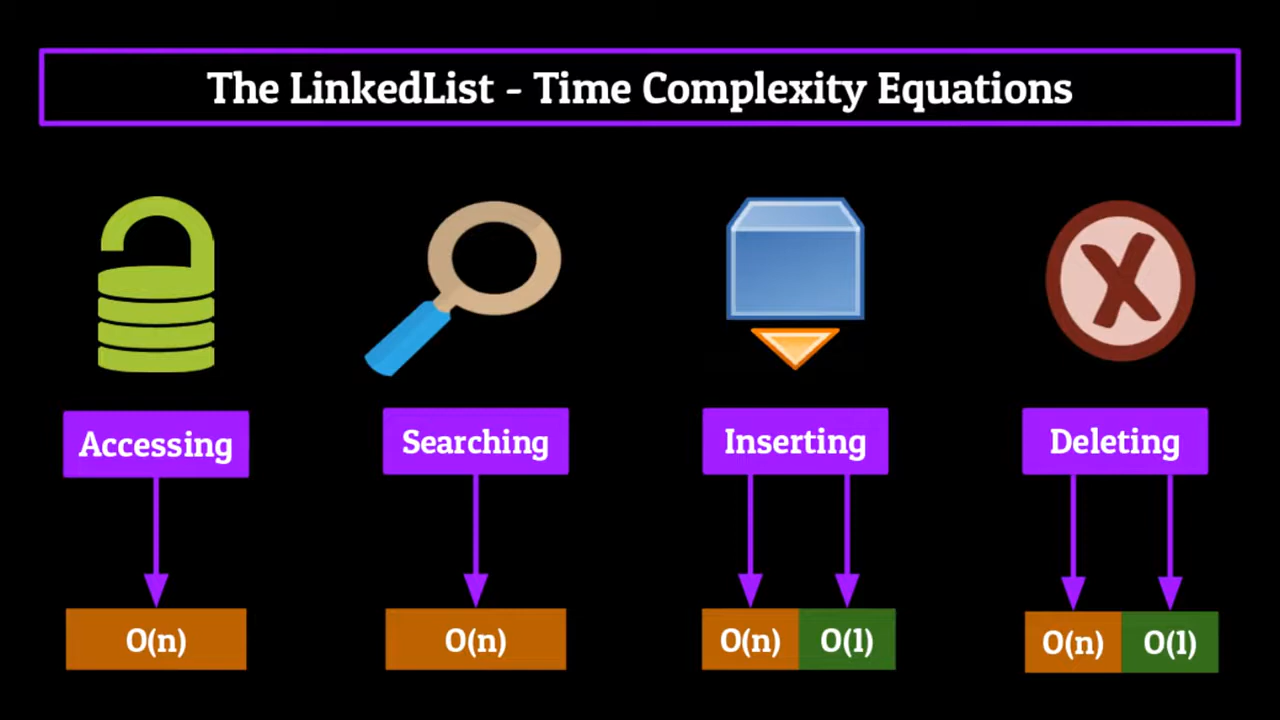 The LinkedList - Time Complexity Equations
Accessing
Searching
Inserting
Deleting
O(n)
O(n)
O(n)
O(1)
O(n)
O(1)